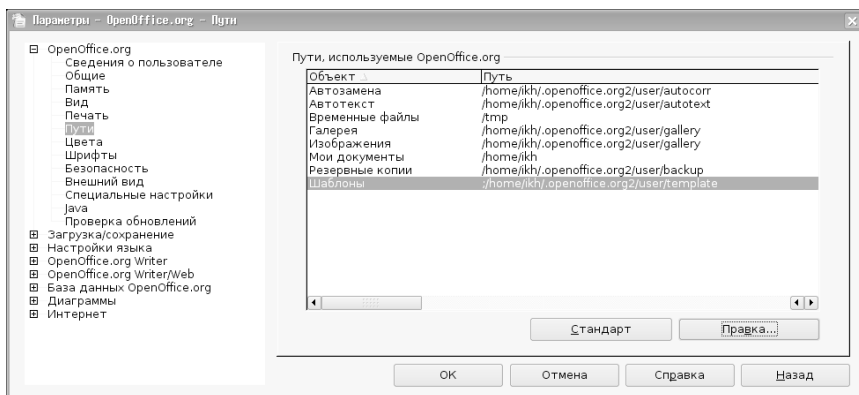 Параметры - OpenOffice.org - Пути
OpenOffice.org
Сведения о пользователе
Общие
Память
Вид
Печать
Пути
Цвета
Шрифты
Безопасность
Внешний вид
Специальные настройки
Java
Проверка обновлений
Загрузка/сохранение
Настройки языка
OpenOffice.org Writer
OpenOffice.org Writer/Web
База данных OpenOffice.org
Диаграммы
Интернет
Пути, используемые OpenOffice.org
Объект Путь
Автозамена /home/ikh/.openoffice.org2/user/autocorr
Автотекст /home/ikh/.openoffice.org2/user/autotext
Временные файлы /tmp
Галерея /home/ikh/.openoffice.org2/user/gallery
Изображения /home/ikh/.openoffice.org2/user/gallery
Мои документы /home/ikh
Резервные копии /home/ikh/.openoffice.org2/user/backup
Шаблоны :/home/ikh/.openoffice.org2/user/template
Стандарт Правка...
ОК Отмена Справка Назад